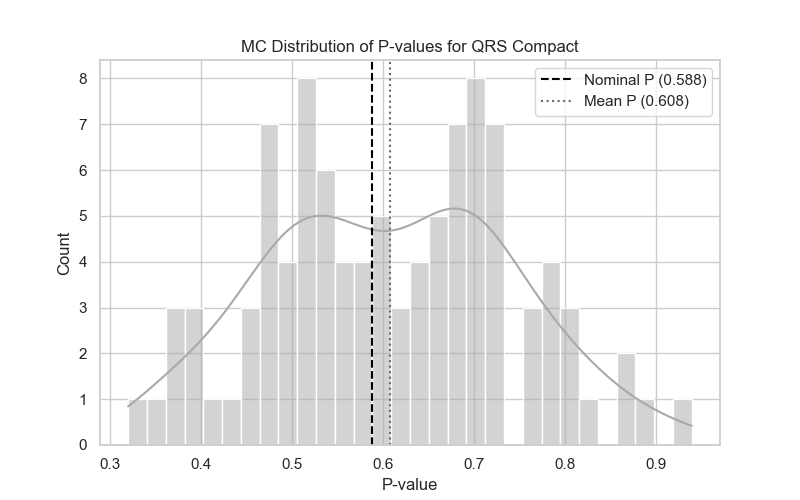 MC Distribution of P-values for QRS Compact
Nominal P (0.588)
Mean P (0.608)
8
7
6
5
4
3
2
1
0
Count
0.3 0.4 0.5 0.6 0.7 0.8 0.9
P-value